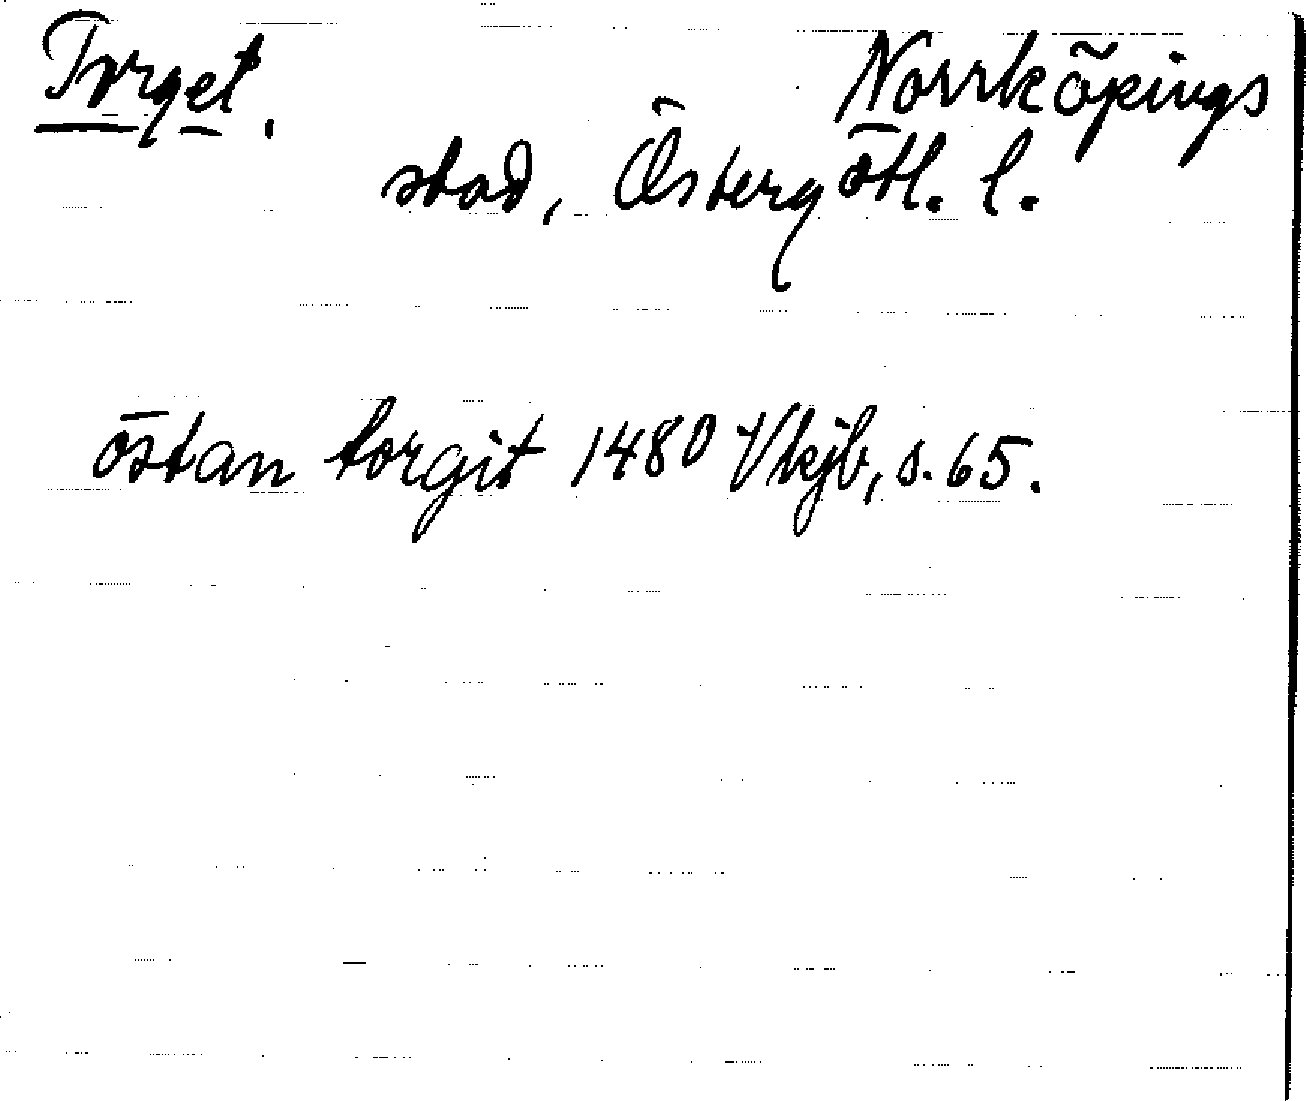 Torget. Norrköpings
stad, Östergötl. l.
östan torgit 1480 Vkjb, s. 65.